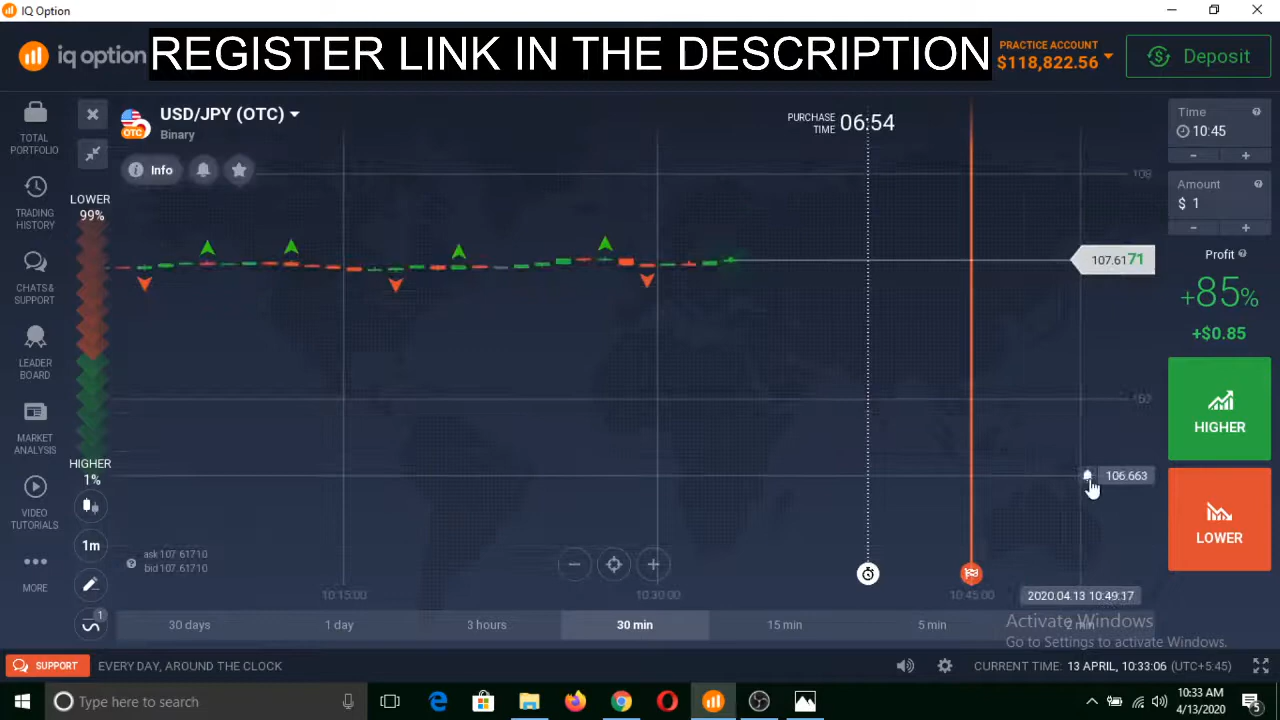 IQ Option
iq option
REGISTER LINK IN THE DESCRIPTION
PRACTICE ACCOUNT
$118,822.56
Deposit
TOTAL
PORTFOLIO
TRADING
HISTORY
CHATS &
SUPPORT
LEADER
BOARD
MARKET
ANALYSIS
VIDEO
TUTORIALS
MORE
LOWER
99%
HIGHER
1%
1m
1
USD/JPY (OTC)
OTC
Binary
Info
PURCHASE
TIME
06:54
108
107.6171
106.663
ask 107.61710
bid 107.61710
10:15:00
10:30:00
10:45:00
2020.04.13 10:49:17
30 days
1 day
3 hours
30 min
15 min
5 min
Time
10:45
- +
Amount
$ 1
- +
Profit
+85%
+$0.85
HIGHER
LOWER
Activate Windows
Go to Settings to activate Windows.
SUPPORT
EVERY DAY, AROUND THE CLOCK
CURRENT TIME: 13 APRIL, 10:33:06 (UTC+5:45)
Type here to search
10:33 AM
4/13/2020
5